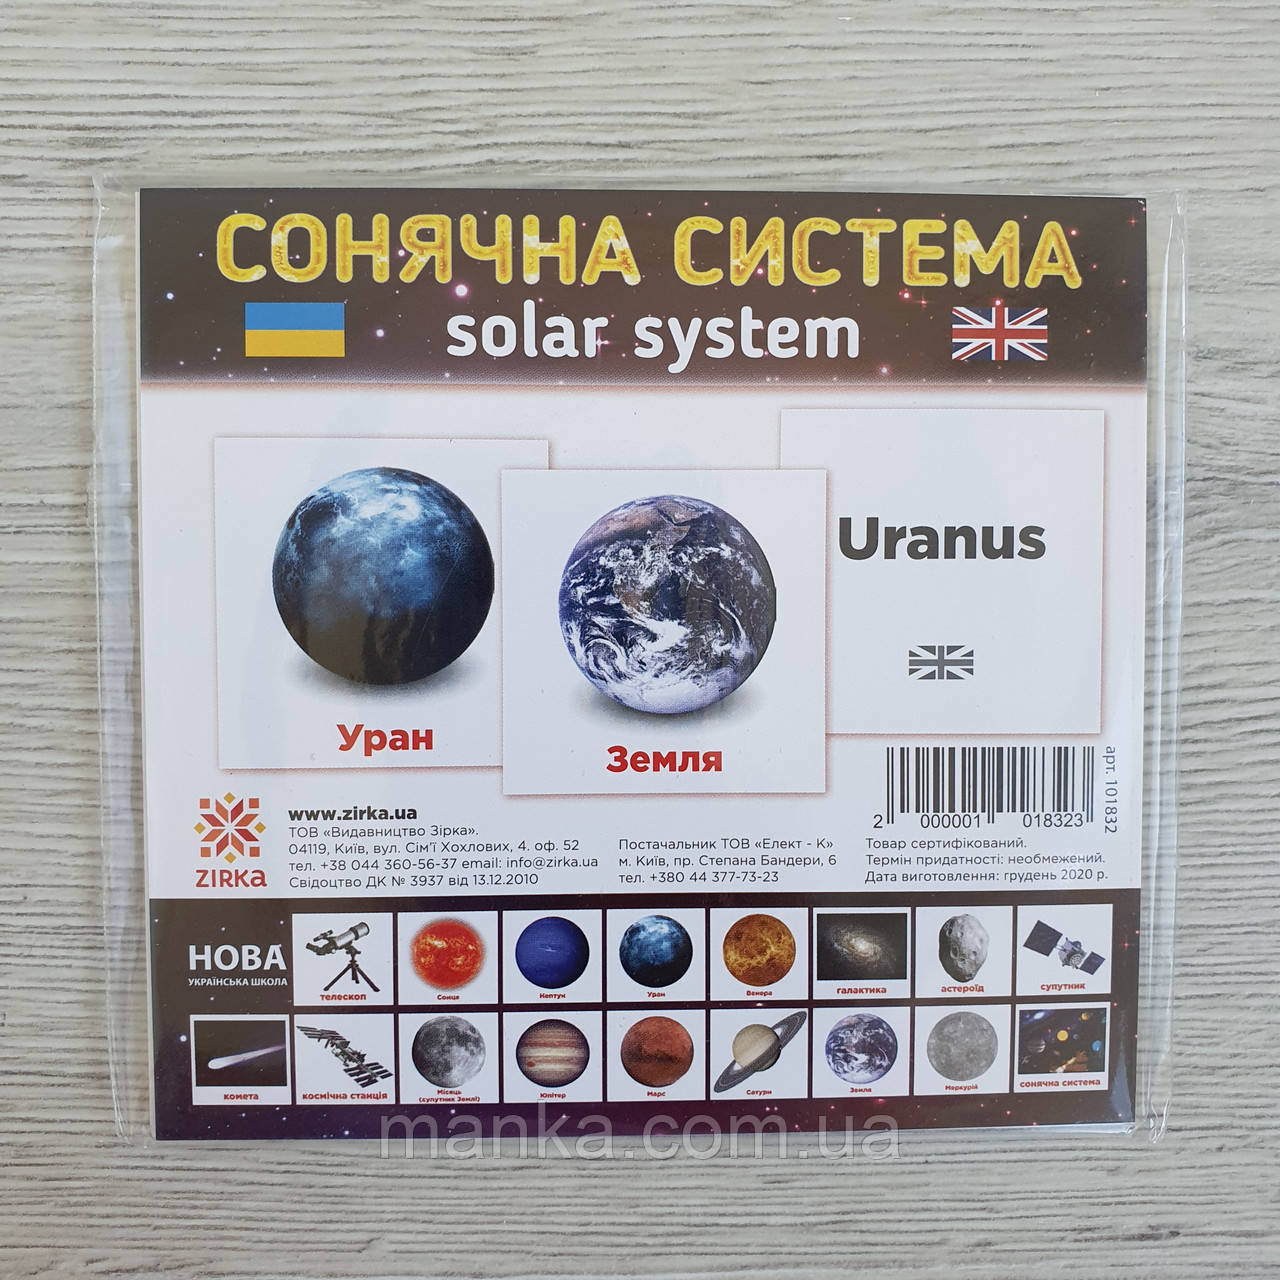 СОНЯЧНА СИСТЕМА
solar system
Уран
Земля
Uranus
арт. 101832
2 000001 018323
ZIRKA
www.zirka.ua
ТОВ «Видавництво Зірка».
04119, Київ, вул. Сім'ї Хохлових, 4. оф. 52
тел. +38 044 360-56-37 email: info@zirka.ua
Свідоцтво ДК № 3937 від 13.12.2010
Постачальник ТОВ «Елект - К»
м. Київ, пр. Степана Бандери, 6
тел. +380 44 377-73-23
Товар сертифікований.
Термін придатності: необмежений.
Дата виготовлення: грудень 2020 р.
НОВА
УКРАЇНСЬКА ШКОЛА
телескоп
Сонце
Нептун
Уран
Венера
галактика
астероїд
супутник
комета
космічна станція
Місяць
(супутник Землі)
Юпітер
Марс
Сатурн
Земля
Меркурій
сонячна система
manka.com.ua